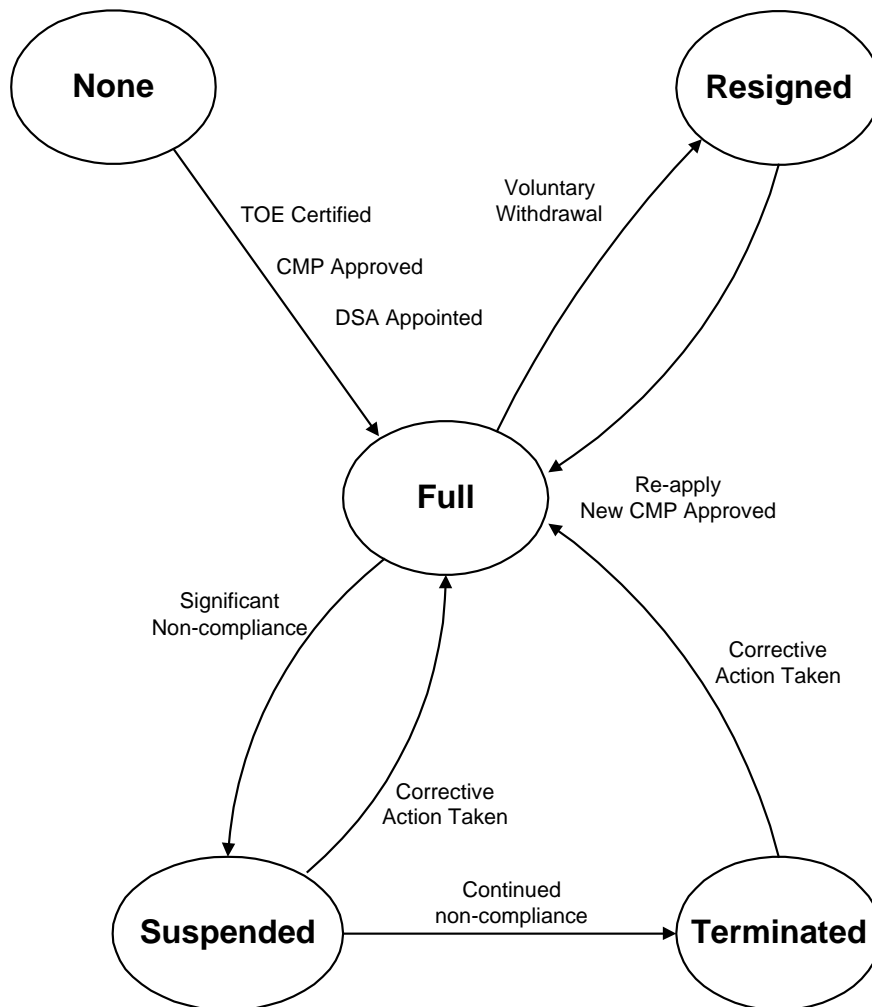 None
Resigned
Voluntary
Withdrawal
TOE Certified
CMP Approved
DSA Appointed
Full
Re-apply
New CMP Approved
Significant
Non-compliance
Corrective
Action Taken
Corrective
Action Taken
Continued
non-compliance
Suspended
Terminated